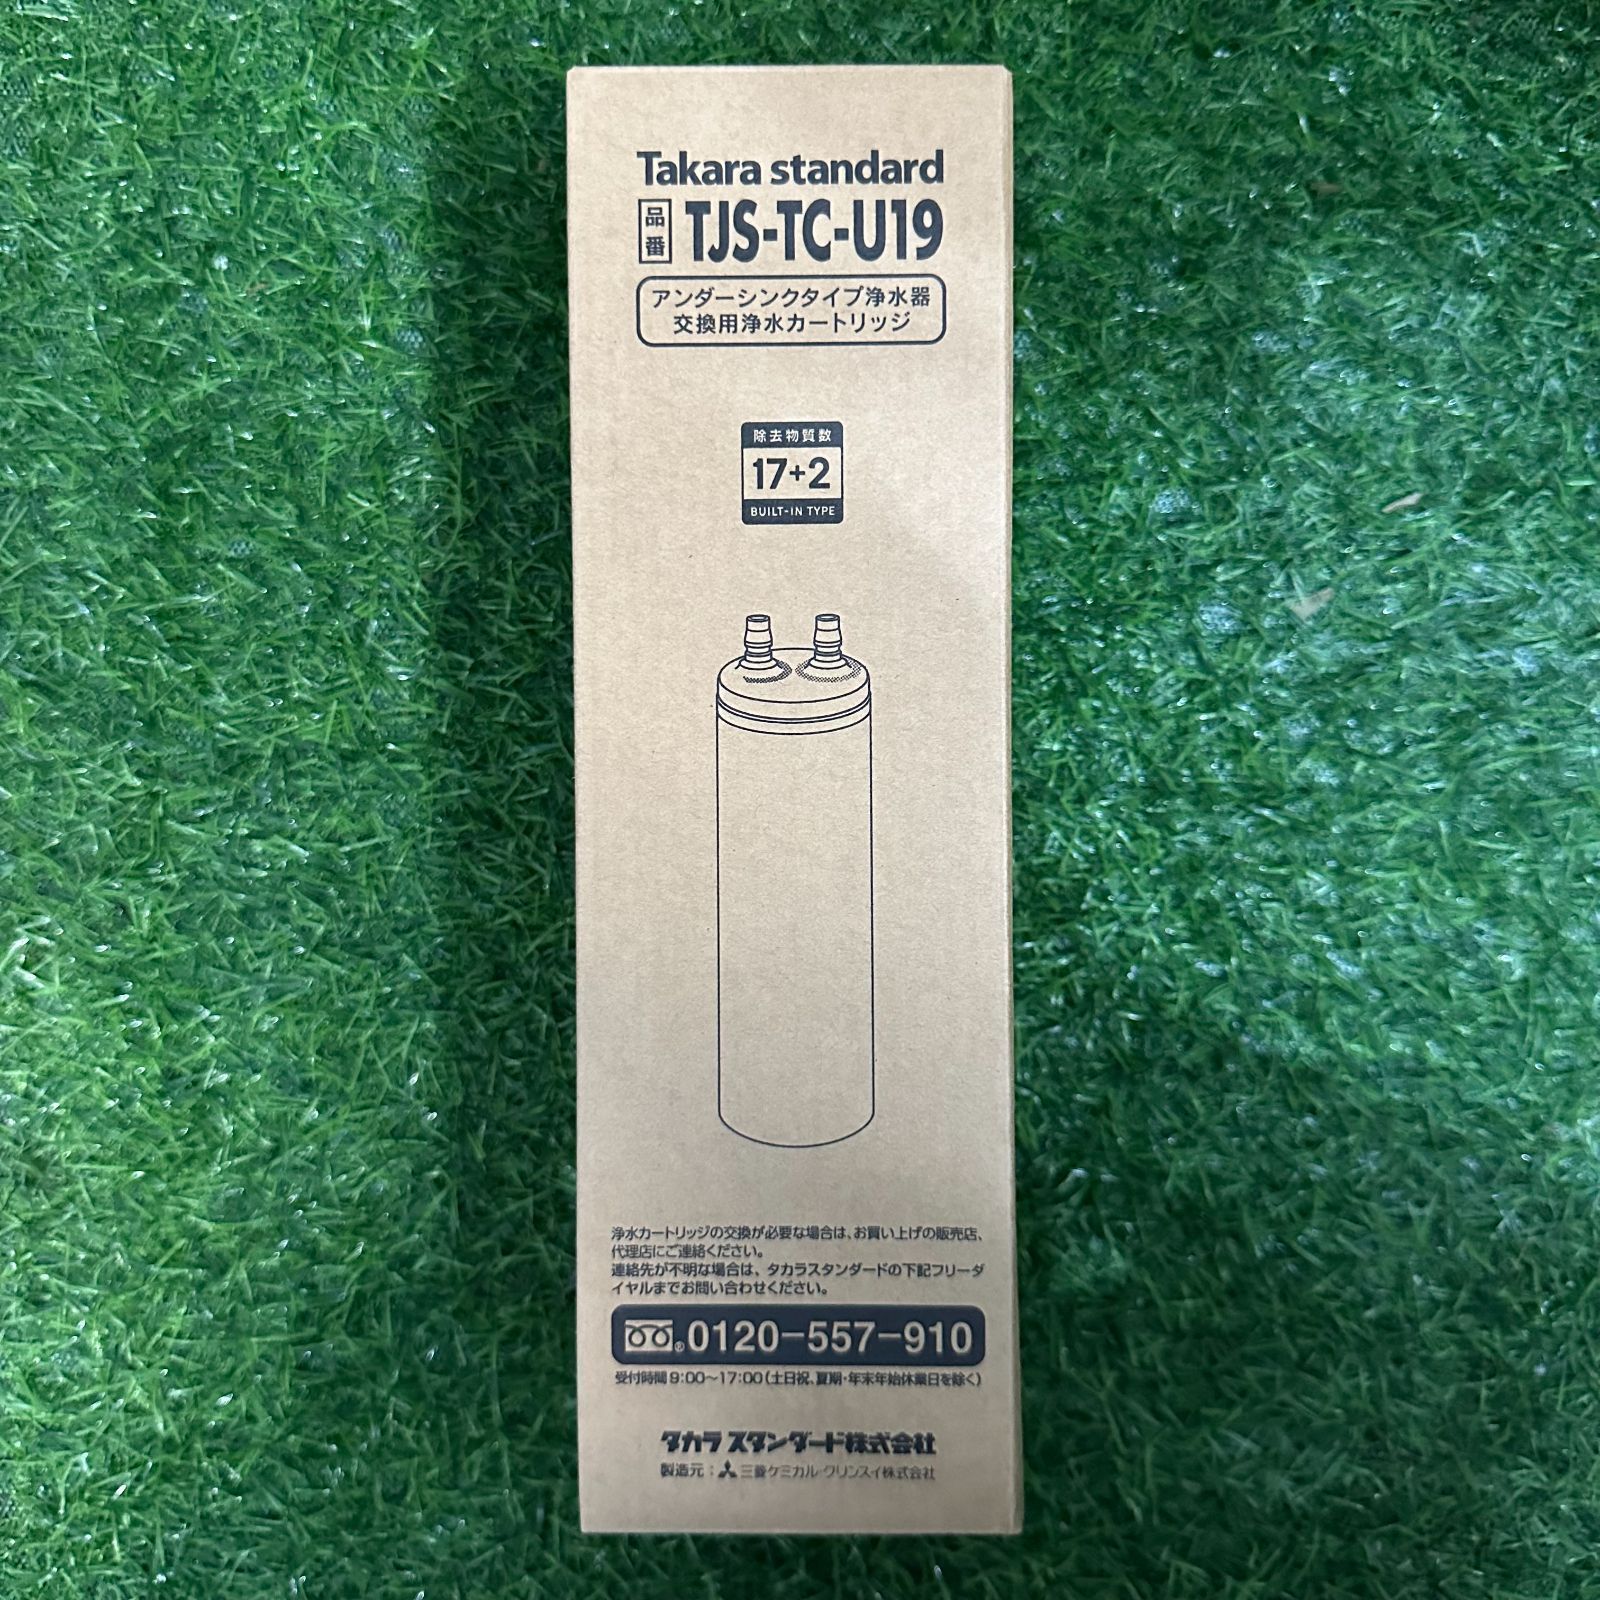 Takara standard
品番 TJS-TC-U19
アンダーシンクタイプ浄水器
交換用浄水カートリッジ
除去物質数
17+2
BUILT-IN TYPE
浄水カートリッジの交換が必要な場合は、お買い上げの販売店、
代理店にご連絡ください。
連絡先が不明な場合は、タカラスタンダードの下記フリーダ
イヤルまでお問い合わせください。
®0120-557-910
受付時間 9:00〜17:00(土日祝、夏期・年末年始休業日を除く)
タカラスタンダード株式会社
製造元:三菱ケミカル・クリンスイ株式会社